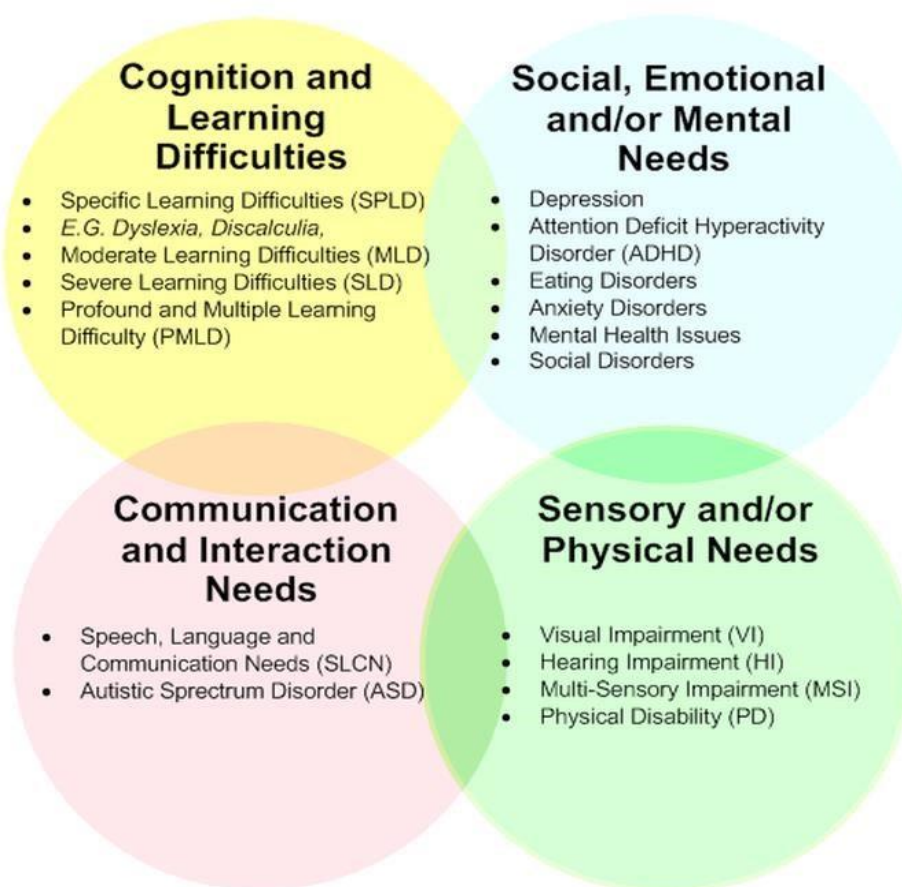 Cognition and
Learning
Difficulties
• Specific Learning Difficulties (SPLD)
• E.G. Dyslexia, Discalculia,
• Moderate Learning Difficulties (MLD)
• Severe Learning Difficulties (SLD)
• Profound and Multiple Learning
Difficulty (PMLD)
Social, Emotional
and/or Mental
Needs
• Depression
• Attention Deficit Hyperactivity
Disorder (ADHD)
• Eating Disorders
• Anxiety Disorders
• Mental Health Issues
• Social Disorders
Communication
and Interaction
Needs
• Speech, Language and
Communication Needs (SLCN)
• Autistic Sprectrum Disorder (ASD)
Sensory and/or
Physical Needs
• Visual Impairment (VI)
• Hearing Impairment (HI)
• Multi-Sensory Impairment (MSI)
• Physical Disability (PD)